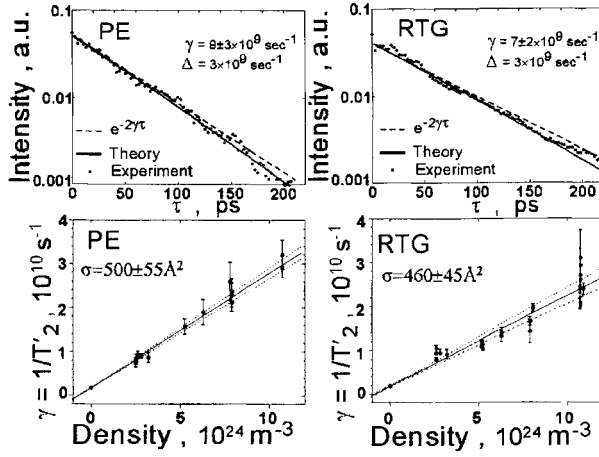 PE
γ = 8±3×10⁹ sec⁻¹
Δ = 3×10⁹ sec⁻¹
Intensity , a.u.
0.1
0.01
0.001
e⁻²ᵞᵗ
Theory
Experiment
0 50 100 150 200
τ , ps
RTG
γ = 7±2×10⁹ sec⁻¹
Δ = 3×10⁹ sec⁻¹
Intensity, a.u.
0.1
0.01
0.001
e⁻²ᵞᵗ
Theory
Experiment
0 50 100 150 200
τ , ps
PE
σ=500±55Å²
γ = 1/T′₂ , 10¹⁰ s⁻¹
4
3
2
1
0
0 5 10
Density , 10²⁴ m⁻³
RTG
σ=460±45Å²
γ = 1/T′₂ , 10¹⁰ s⁻¹
4
3
2
1
0
0 5 10
Density , 10²⁴ m⁻³